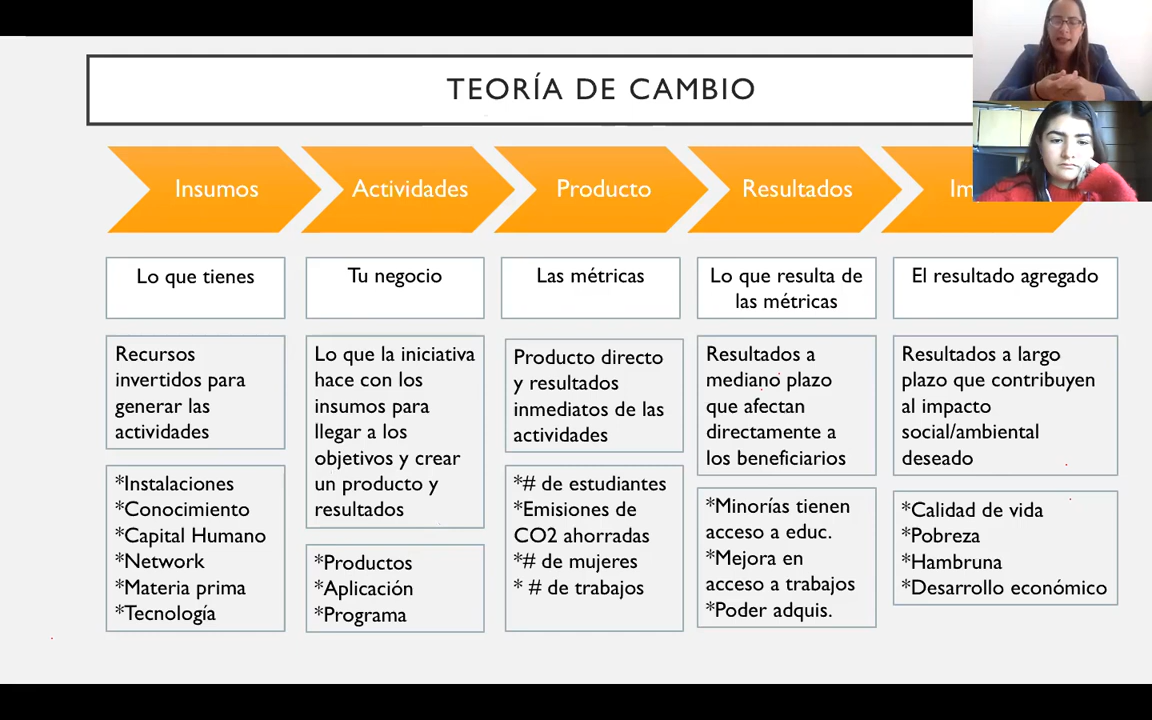 TEORÍA DE CAMBIO
Insumos
Actividades
Producto
Resultados
Lo que tienes
Tu negocio
Las métricas
Lo que resulta de
las métricas
El resultado agregado
Recursos
invertidos para
generar las
actividades
Lo que la iniciativa
hace con los
insumos para
llegar a los
objetivos y crear
un producto y
resultados
Producto directo
y resultados
inmediatos de las
actividades
Resultados a
mediano plazo
que afectan
directamente a
los beneficiarios
Resultados a largo
plazo que contribuyen
al impacto
social/ambiental
deseado
*Instalaciones
*Conocimiento
*Capital Humano
*Network
*Materia prima
*Tecnología
*Productos
*Aplicación
*Programa
*# de estudiantes
*Emisiones de
CO2 ahorradas
*# de mujeres
* # de trabajos
*Minorías tienen
acceso a educ.
*Mejora en
acceso a trabajos
*Poder adquis.
*Calidad de vida
*Pobreza
*Hambruna
*Desarrollo económico